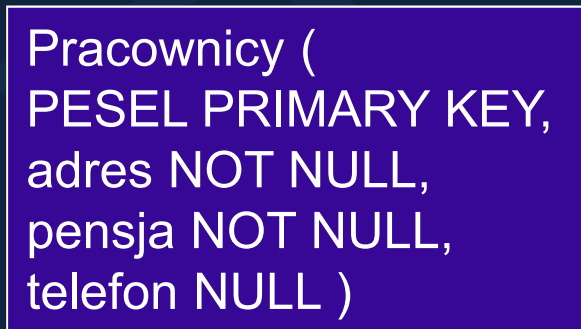 Pracownicy (
PESEL PRIMARY KEY,
adres NOT NULL,
pensja NOT NULL,
telefon NULL )